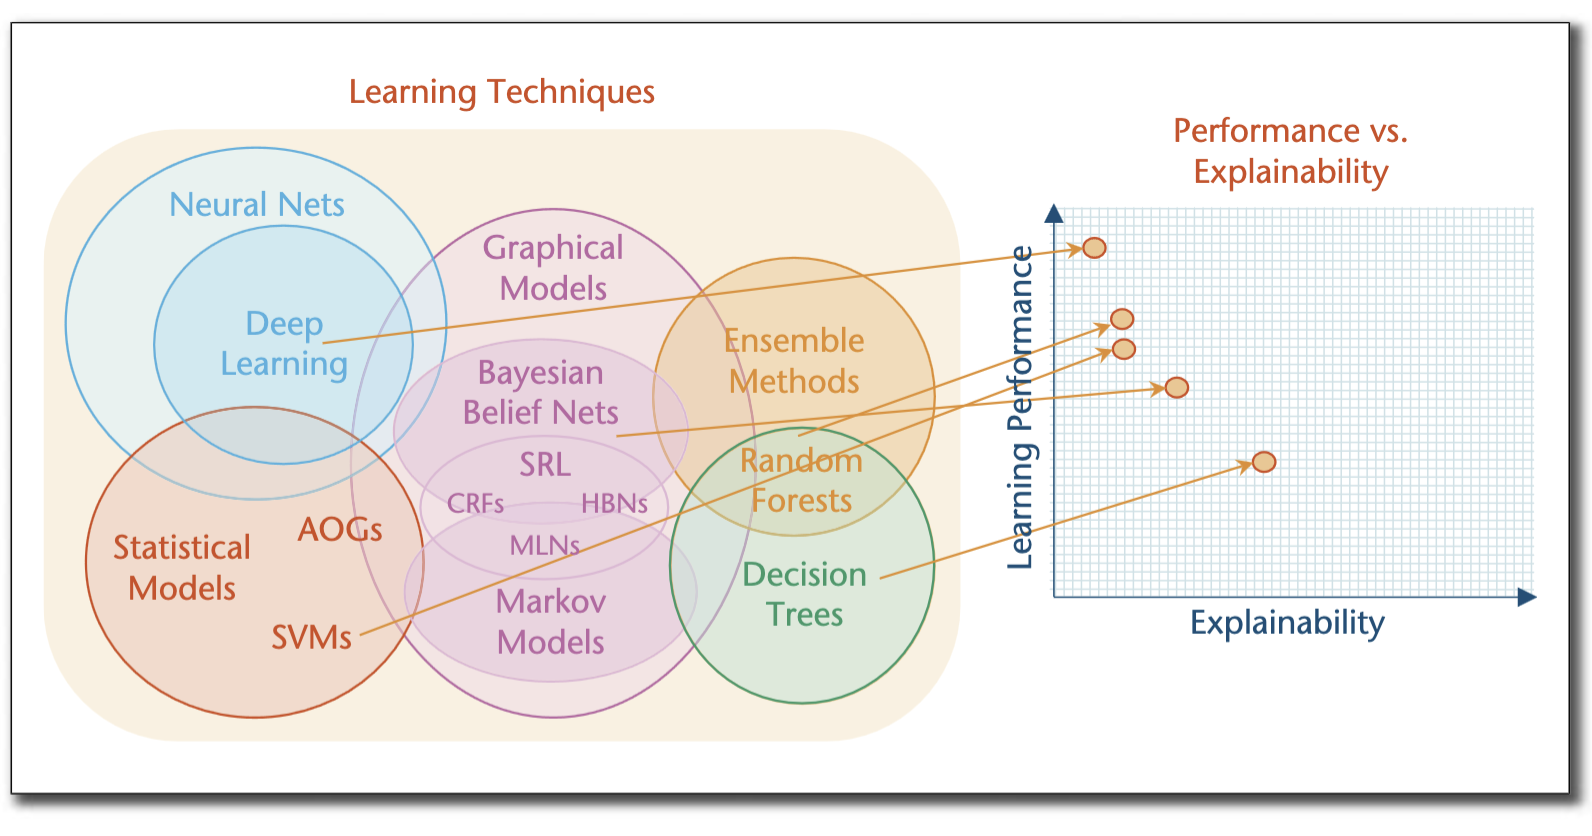 Learning Techniques
Neural Nets
Deep
Learning
Graphical
Models
Bayesian
Belief Nets
SRL
CRFs
HBNs
MLNs
Markov
Models
Ensemble
Methods
Random
Forests
Decision
Trees
Statistical
Models
AOGs
SVMs
Performance vs.
Explainability
Learning Performance
Explainability